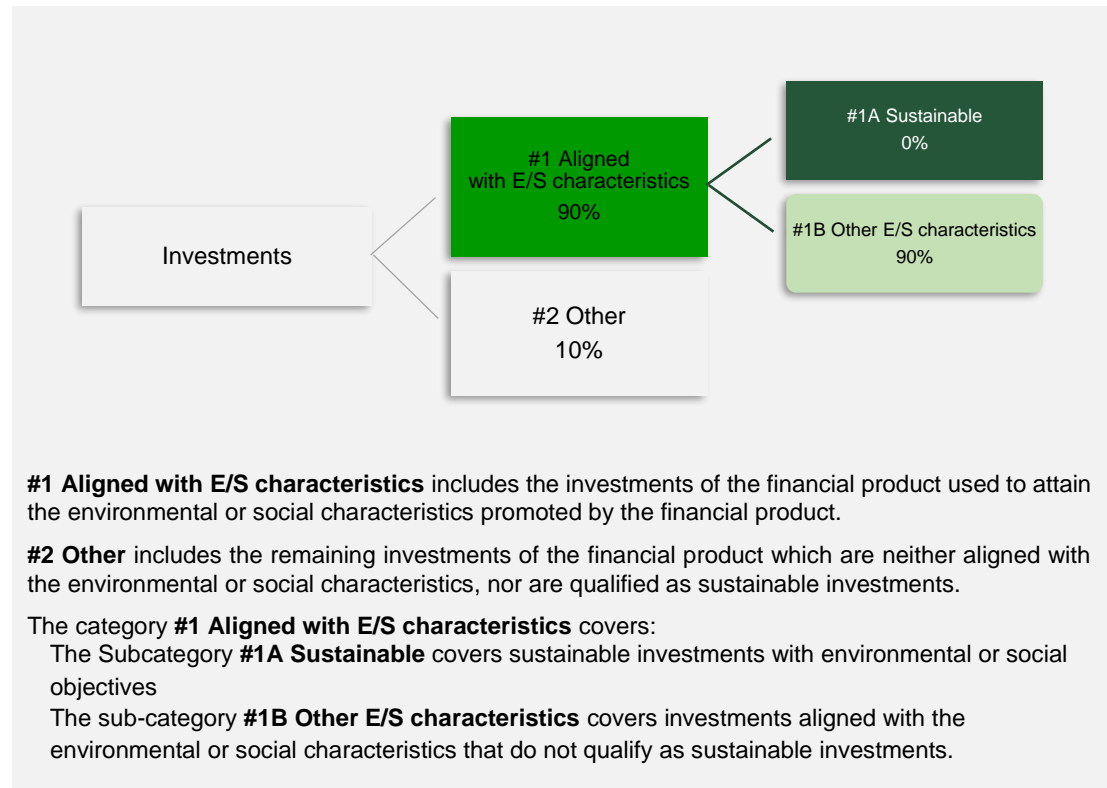 #1A Sustainable
0%
#1 Aligned
with E/S characteristics
90%
#1B Other E/S characteristics
90%
Investments
#2 Other
10%
#1 Aligned with E/S characteristics includes the investments of the financial product used to attain
the environmental or social characteristics promoted by the financial product.
#2 Other includes the remaining investments of the financial product which are neither aligned with
the environmental or social characteristics, nor are qualified as sustainable investments.
The category #1 Aligned with E/S characteristics covers:
The Subcategory #1A Sustainable covers sustainable investments with environmental or social
objectives
The sub-category #1B Other E/S characteristics covers investments aligned with the
environmental or social characteristics that do not qualify as sustainable investments.